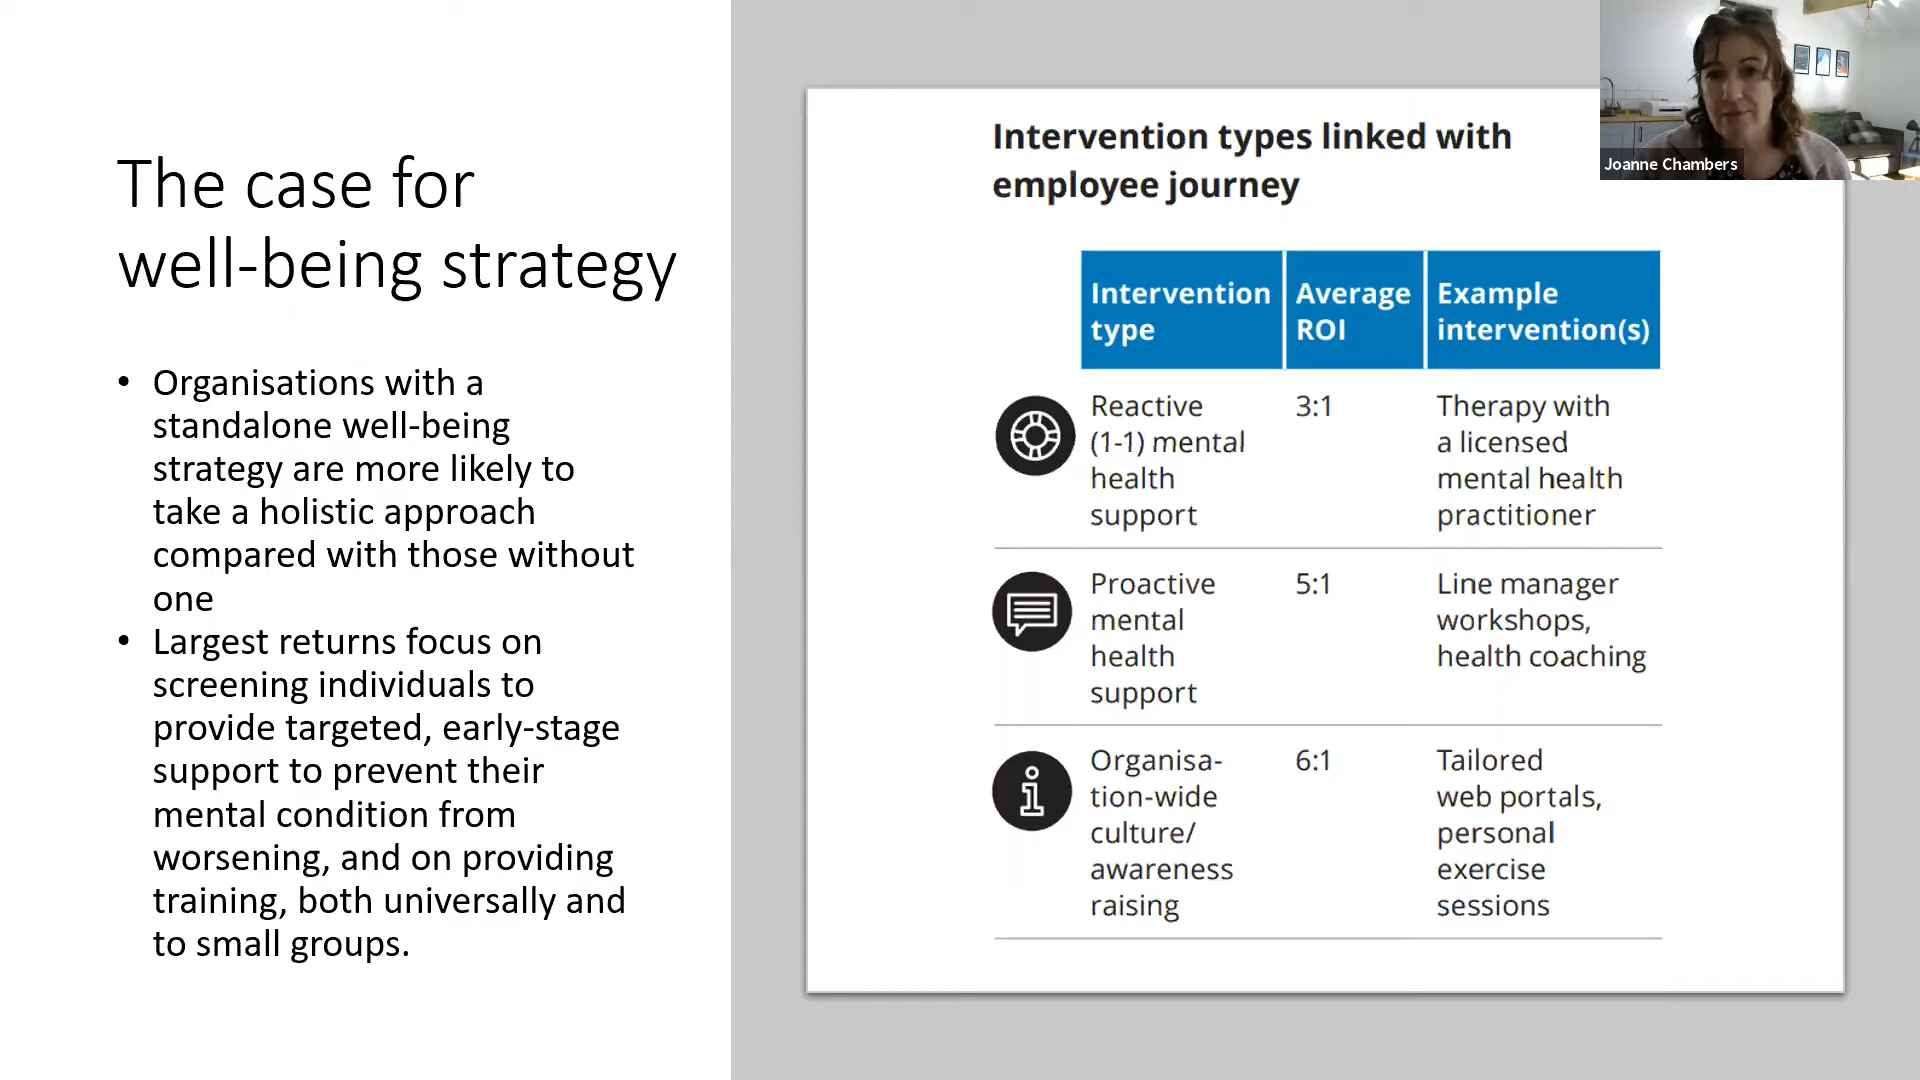 The case for
well-being strategy
• Organisations with a
standalone well-being
strategy are more likely to
take a holistic approach
compared with those without
one
• Largest returns focus on
screening individuals to
provide targeted, early-stage
support to prevent their
mental condition from
worsening, and on providing
training, both universally and
to small groups.
Intervention types linked with
employee journey
Intervention
type
Average
ROI
Example
intervention(s)
Reactive
(1-1) mental
health
support
3:1
Therapy with
a licensed
mental health
practitioner
Proactive
mental
health
support
5:1
Line manager
workshops,
health coaching
Organisa-
tion-wide
culture/
awareness
raising
6:1
Tailored
web portals,
personal
exercise
sessions
Joanne Chambers